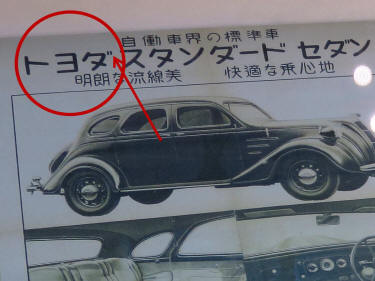 自働車界の標準車
トヨダ スタンダード セダン
明朗な流線美 快適な乗心地